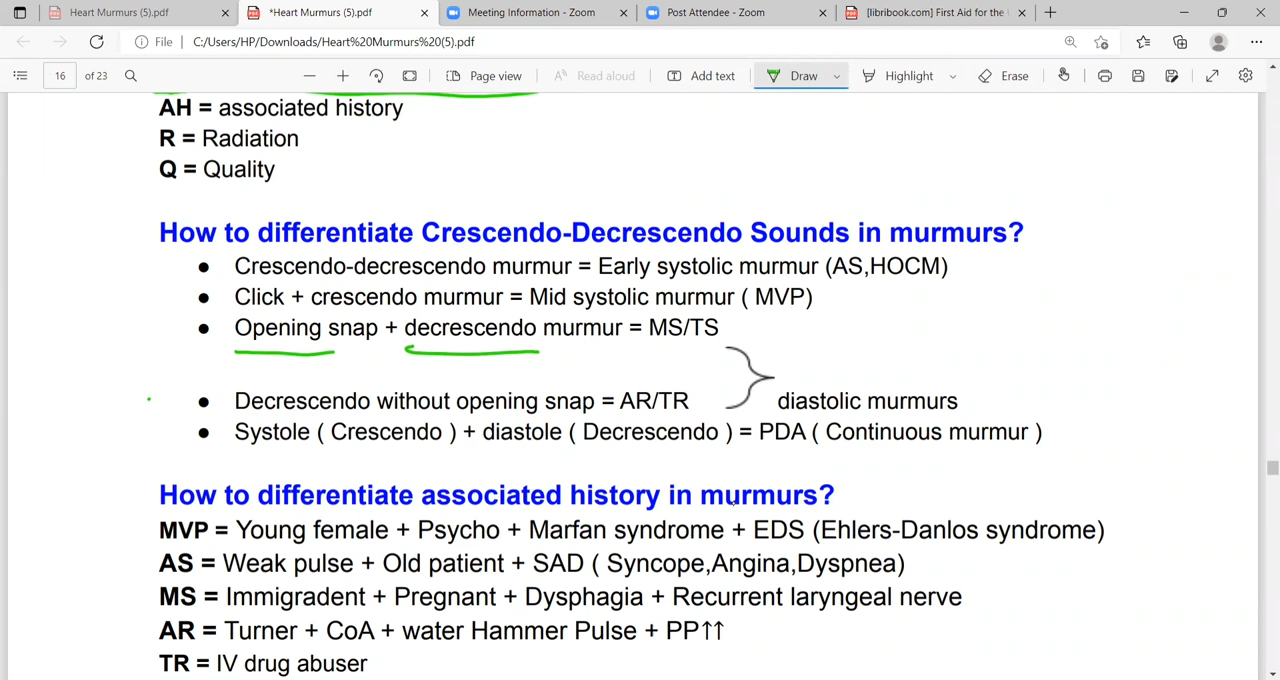 Heart Murmurs (5).pdf
*Heart Murmurs (5).pdf
Meeting Information - Zoom
Post Attendee - Zoom
[libribook.com] First Aid for the
File
C:/Users/HP/Downloads/Heart%20Murmurs%20(5).pdf
16 of 23
Page view
Read aloud
Add text
Draw
Highlight
Erase
AH = associated history
R = Radiation
Q = Quality
How to differentiate Crescendo-Decrescendo Sounds in murmurs?
● Crescendo-decrescendo murmur = Early systolic murmur (AS,HOCM)
● Click + crescendo murmur = Mid systolic murmur ( MVP)
● Opening snap + decrescendo murmur = MS/TS
● Decrescendo without opening snap = AR/TR diastolic murmurs
● Systole ( Crescendo ) + diastole ( Decrescendo ) = PDA ( Continuous murmur )
How to differentiate associated history in murmurs?
MVP = Young female + Psycho + Marfan syndrome + EDS (Ehlers-Danlos syndrome)
AS = Weak pulse + Old patient + SAD ( Syncope,Angina,Dyspnea)
MS = Immigradent + Pregnant + Dysphagia + Recurrent laryngeal nerve
AR = Turner + CoA + water Hammer Pulse + PP↑↑
TR = IV drug abuser